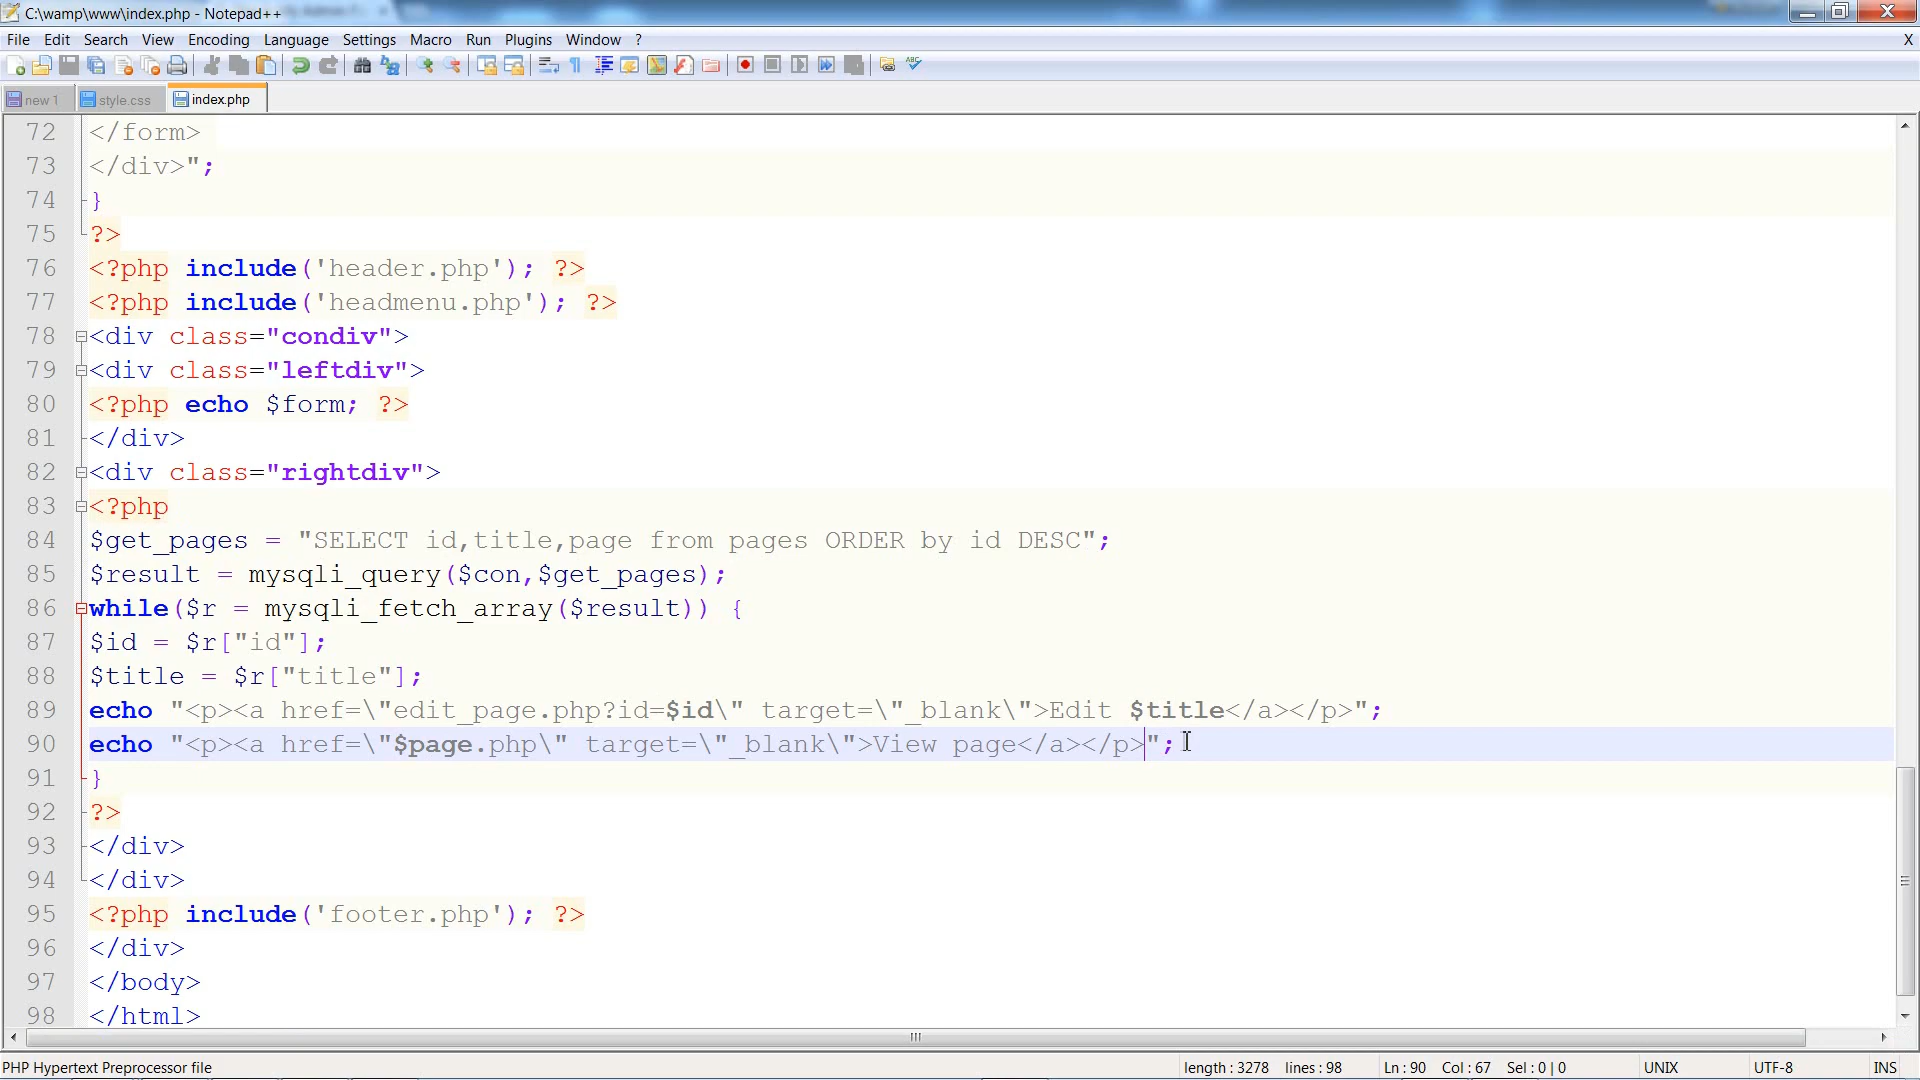 C:\wamp\www\index.php - Notepad++
File Edit Search View Encoding Language Settings Macro Run Plugins Window ? X
new 1 style.css index.php
72 </form>
73 </div>";
74 }
75 ?>
76 <?php include('header.php'); ?>
77 <?php include('headmenu.php'); ?>
78 <div class="condiv">
79 <div class="leftdiv">
80 <?php echo $form; ?>
81 </div>
82 <div class="rightdiv">
83 <?php
84 $get_pages = "SELECT id,title,page from pages ORDER by id DESC";
85 $result = mysqli_query($con,$get_pages);
86 while($r = mysqli_fetch_array($result)) {
87 $id = $r["id"];
88 $title = $r["title"];
89 echo "<p><a href=\"edit_page.php?id=$id\" target=\"_blank\">Edit $title</a></p>";
90 echo "<p><a href=\"$page.php\" target=\"_blank\">View page</a></p>";
91 }
92 ?>
93 </div>
94 </div>
95 <?php include('footer.php'); ?>
96 </div>
97 </body>
98 </html>
PHP Hypertext Preprocessor file length : 3278 lines : 98 Ln : 90 Col : 67 Sel : 0 | 0 UNIX UTF-8 INS